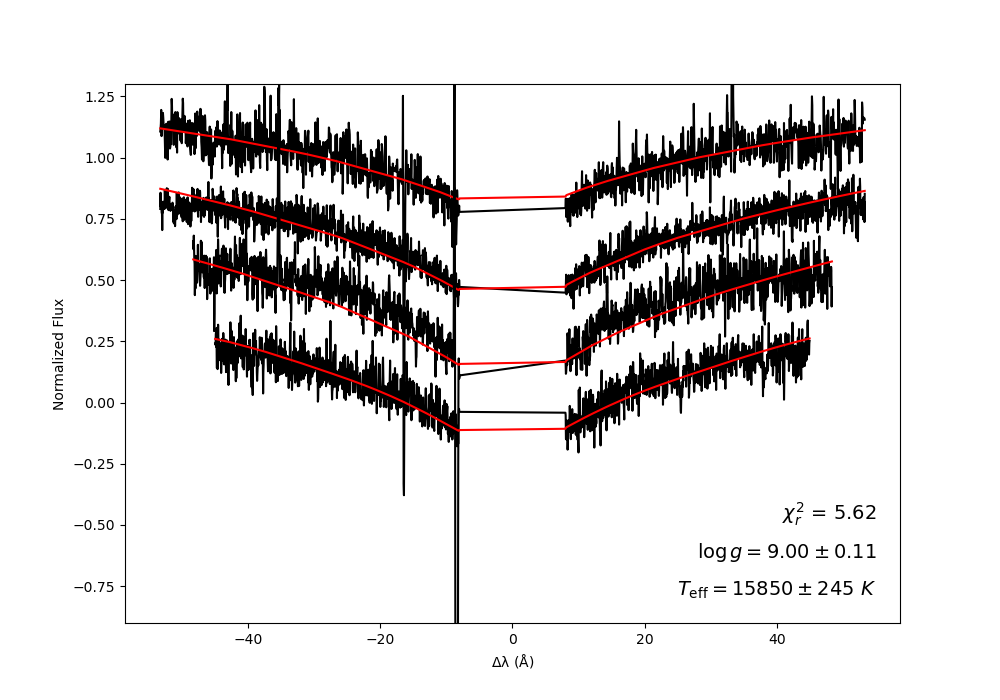 1.25
1.00
0.75
0.50
0.25
0.00
−0.25
−0.50
−0.75
Normalized Flux
χ²ᵣ = 5.62
log g = 9.00 ± 0.11
T_eff = 15850 ± 245 K
−40 −20 0 20 40
Δλ (Å)